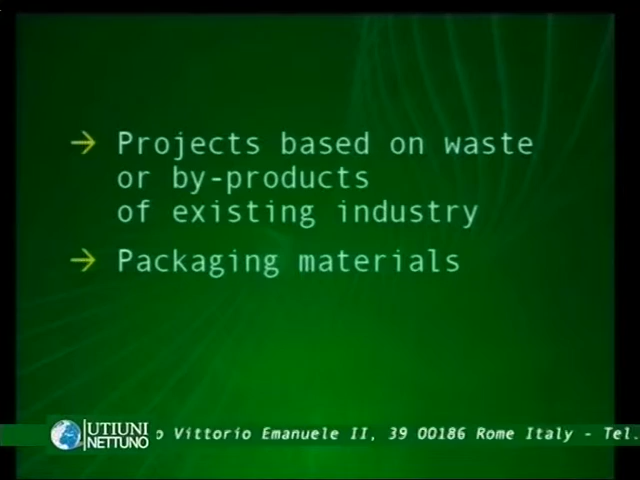 → Projects based on waste
or by-products
of existing industry
→ Packaging materials
UTIUNI
NETTUNO
o Vittorio Emanuele II, 39 00186 Rome Italy - Tel.